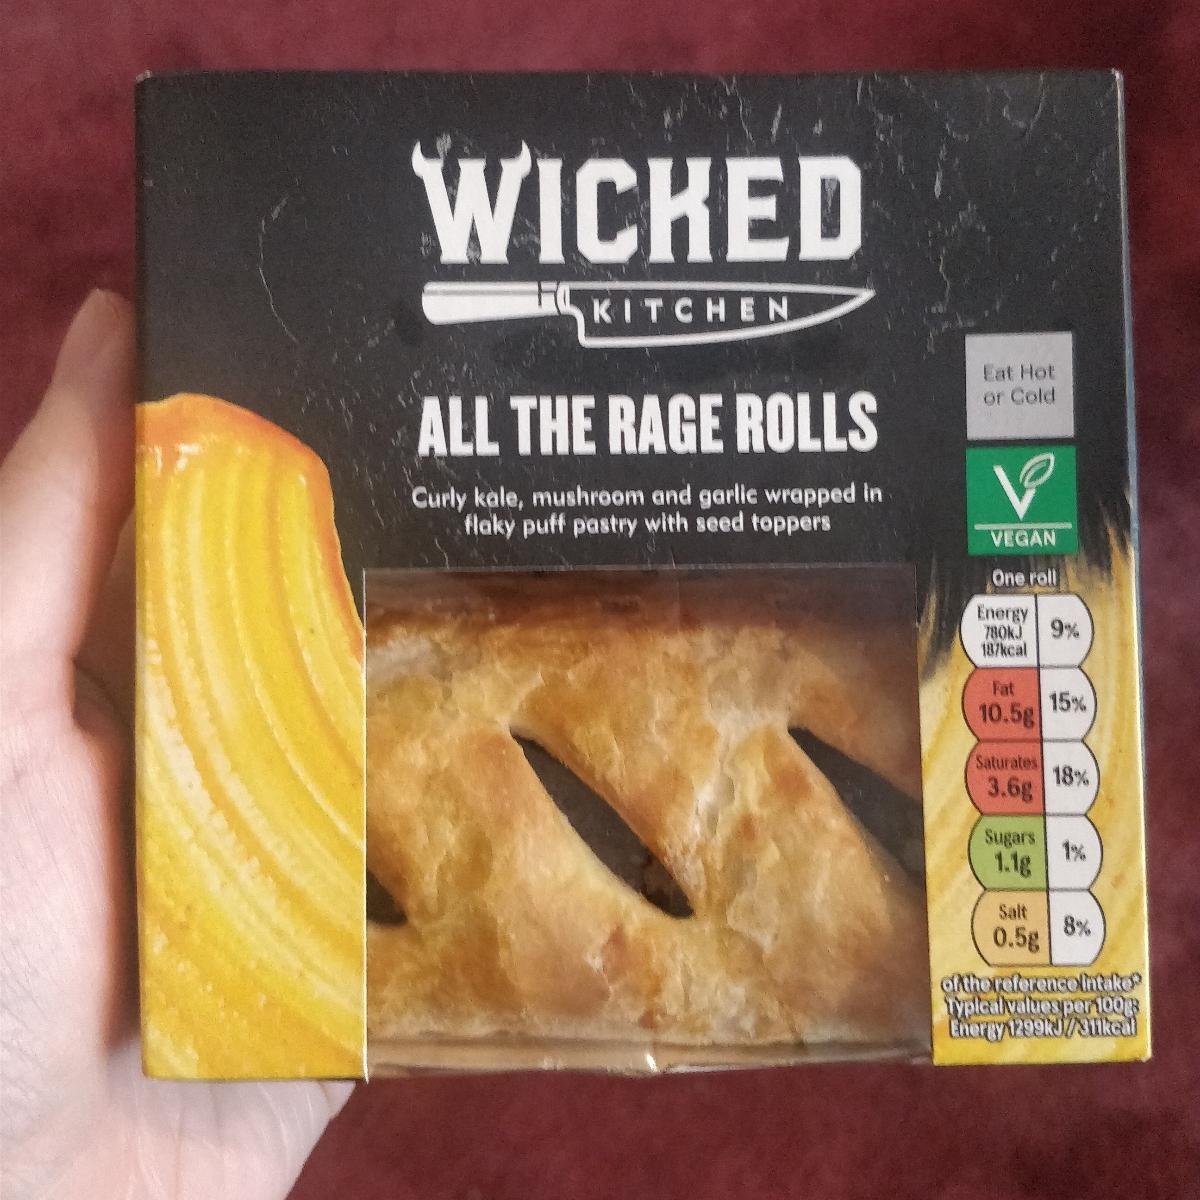 WICKED
KITCHEN
ALL THE RAGE ROLLS
Curly kale, mushroom and garlic wrapped in
flaky puff pastry with seed toppers
Eat Hot
or Cold
V
VEGAN
One roll
Energy
780kJ
187kcal
9%
Fat
10.5g
15%
Saturates
3.6g
18%
Sugars
1.1g
1%
Salt
0.5g
8%
of the reference intake*
Typical values per 100g:
Energy 1299kJ / 311kcal